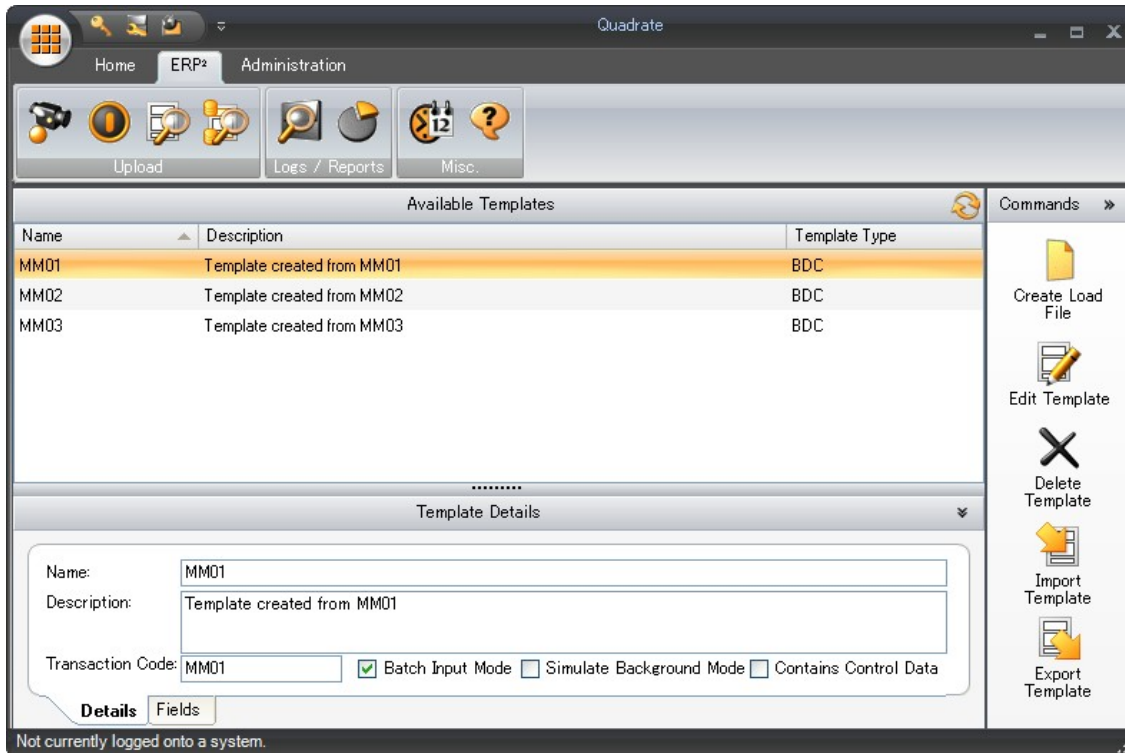 Quadrate
Home ERP² Administration
12
Upload Logs / Reports Misc.
Available Templates
Commands »
Name Description Template Type
MM01 Template created from MM01 BDC
MM02 Template created from MM02 BDC
MM03 Template created from MM03 BDC
Create Load
File
Edit Template
Delete
Template
Import
Template
Export
Template
Template Details
Name: MM01
Description: Template created from MM01
Transaction Code: MM01 Batch Input Mode Simulate Background Mode Contains Control Data
Details Fields
Not currently logged onto a system.